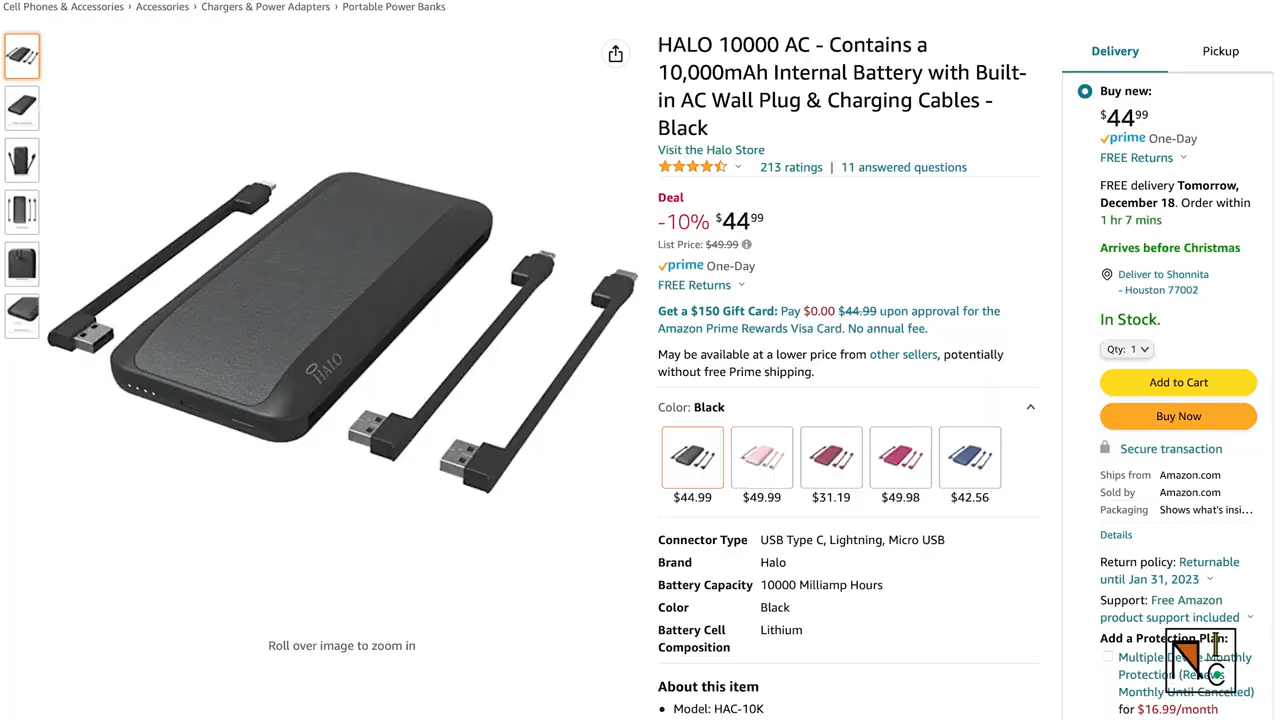 Cell Phones & Accessories › Accessories › Chargers & Power Adapters › Portable Power Banks
HALO 10000 AC - Contains a
10,000mAh Internal Battery with Built-
in AC Wall Plug & Charging Cables -
Black
Visit the Halo Store
213 ratings | 11 answered questions
Deal
-10% $44⁹⁹
List Price: $49.99
prime One-Day
FREE Returns
Get a $150 Gift Card: Pay $0.00 $44.99 upon approval for the
Amazon Prime Rewards Visa Card. No annual fee.
May be available at a lower price from other sellers, potentially
without free Prime shipping.
Color: Black
$44.99 $49.99 $31.19 $49.98 $42.56
Connector Type USB Type C, Lightning, Micro USB
Brand Halo
Battery Capacity 10000 Milliamp Hours
Color Black
Battery Cell Lithium
Composition
About this item
• Model: HAC-10K
HALO
Roll over image to zoom in
Delivery Pickup
Buy new:
$44⁹⁹
prime One-Day
FREE Returns
FREE delivery Tomorrow,
December 18. Order within
1 hr 7 mins
Arrives before Christmas
Deliver to Shonnita
- Houston 77002
In Stock.
Qty: 1
Add to Cart
Buy Now
Secure transaction
Ships from Amazon.com
Sold by Amazon.com
Packaging Shows what's insi...
Details
Return policy: Returnable
until Jan 31, 2023
Support: Free Amazon
product support included
Add a Protection Plan:
Multiple Device Monthly
Protection (Renews
Monthly Until Cancelled)
for $16.99/month